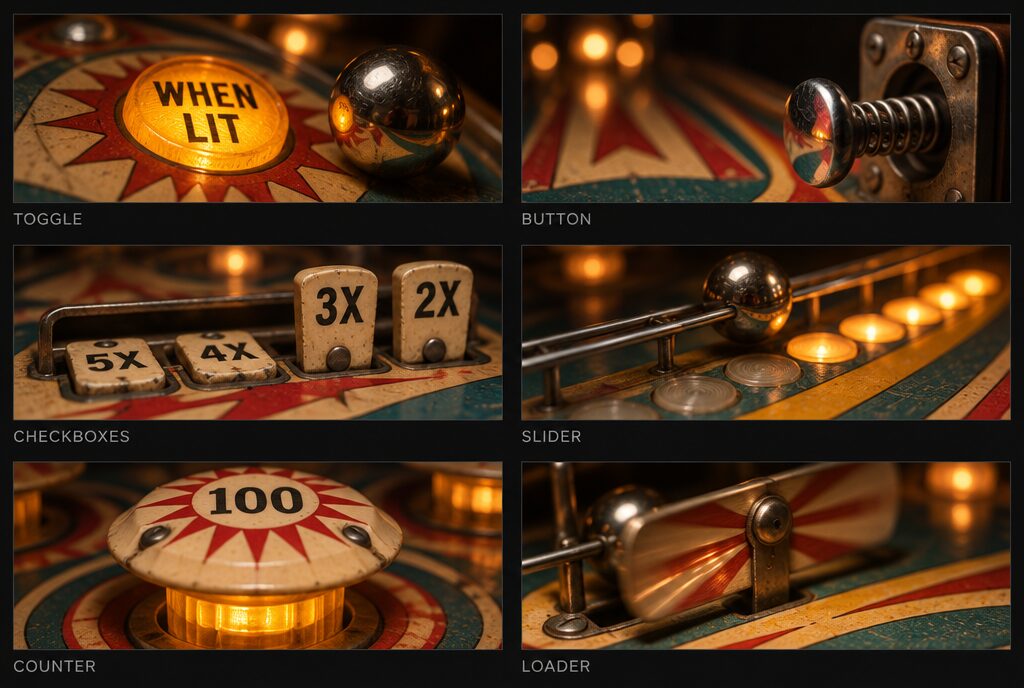 WHEN
LIT
TOGGLE
BUTTON
5X
4X
3X
2X
CHECKBOXES
SLIDER
100
COUNTER
LOADER